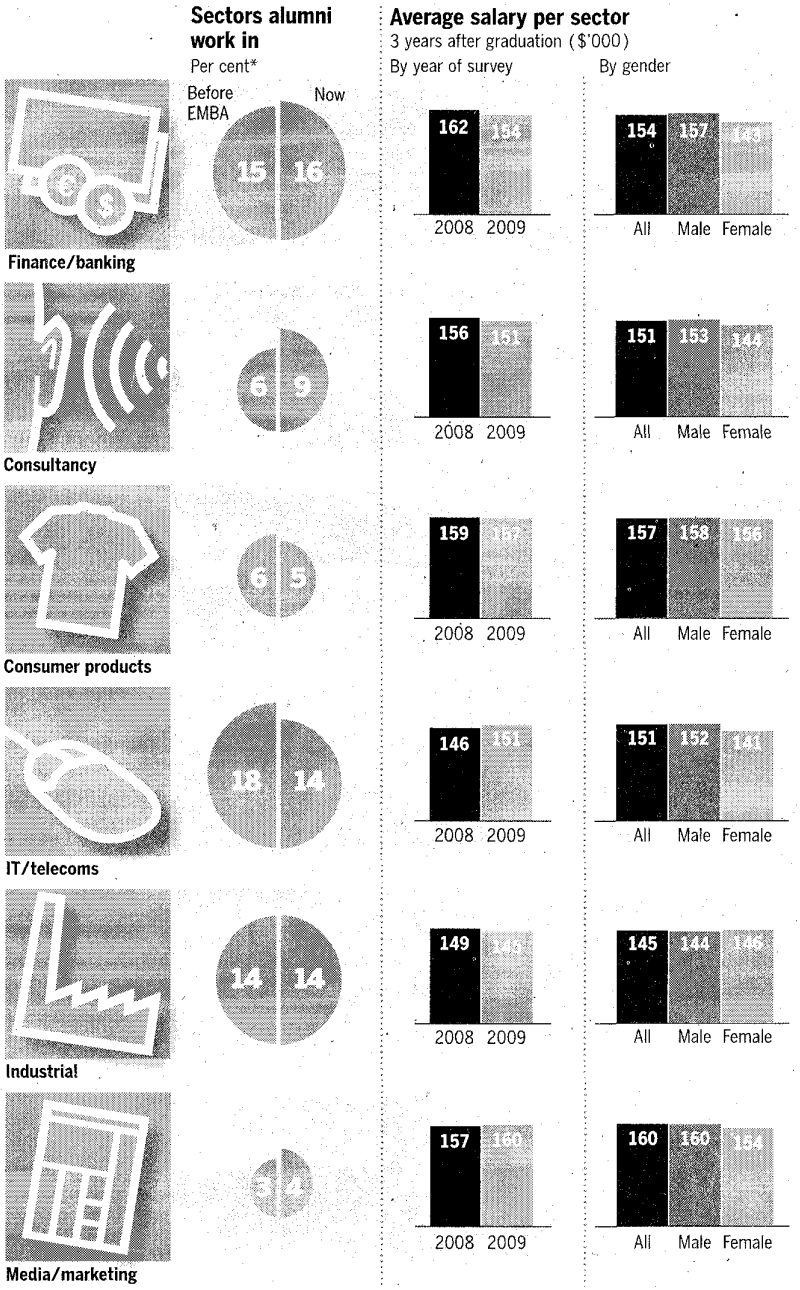 Sectors alumni
work in
Per cent*
Before
EMBA
Now
Average salary per sector
3 years after graduation ($'000)
By year of survey
By gender
€
$
15 16
162 154
2008 2009
154 157 143
All Male Female
Finance/banking
6 9
156 151
2008 2009
151 153 144
All Male Female
Consultancy
6 5
159 157
2008 2009
157 158 156
All Male Female
Consumer products
18 14
146 151
2008 2009
151 152 141
All Male Female
IT/telecoms
14 14
149 145
2008 2009
145 144 146
All Male Female
Industrial
3 4
157 160
2008 2009
160 160 154
All Male Female
Media/marketing